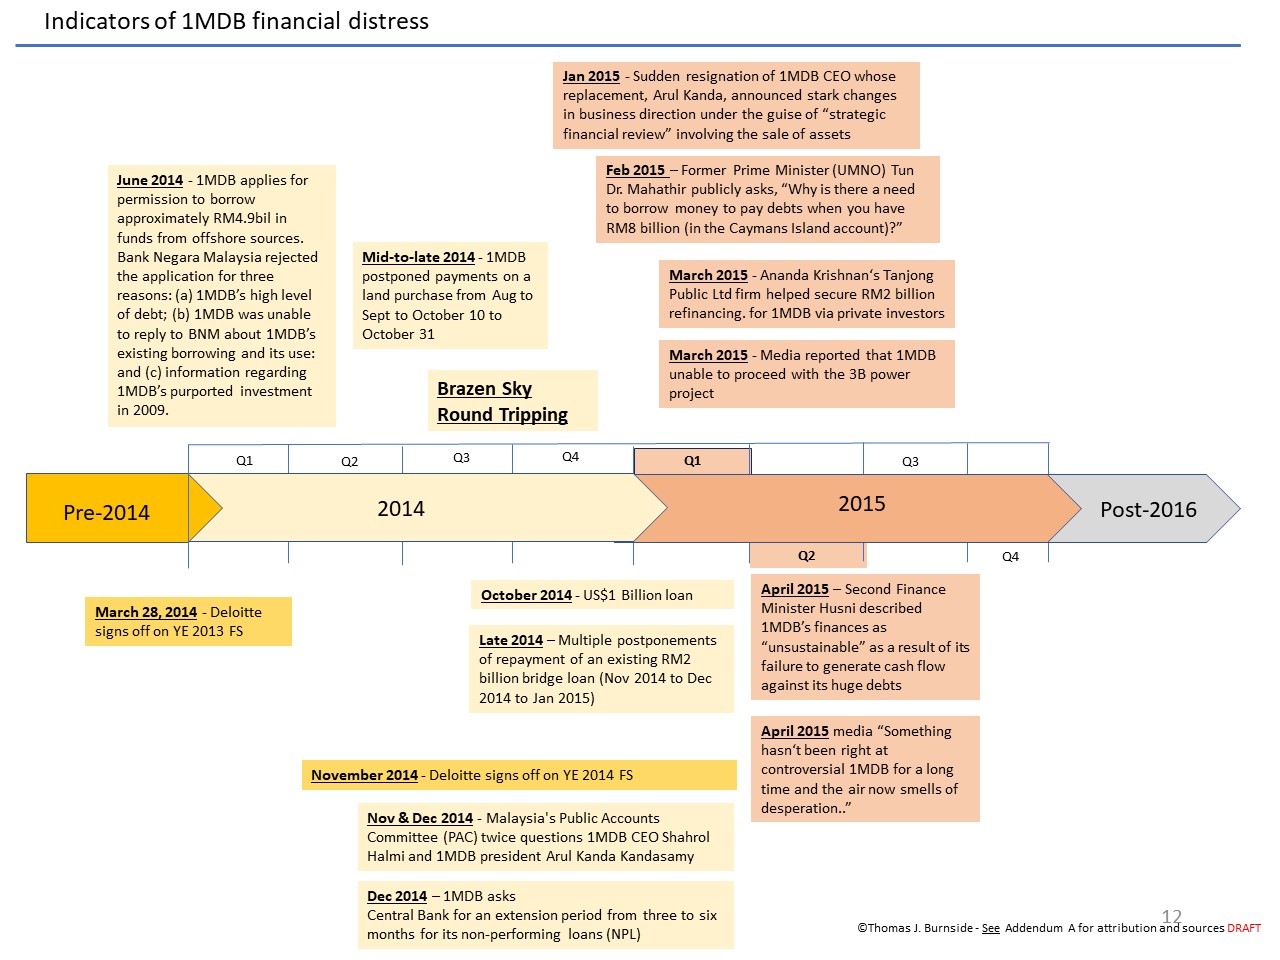 Indicators of 1MDB financial distress
Jan 2015 - Sudden resignation of 1MDB CEO whose
replacement, Arul Kanda, announced stark changes
in business direction under the guise of “strategic
financial review” involving the sale of assets
Feb 2015 – Former Prime Minister (UMNO) Tun
Dr. Mahathir publicly asks, “Why is there a need
to borrow money to pay debts when you have
RM8 billion (in the Caymans Island account)?”
June 2014 - 1MDB applies for
permission to borrow
approximately RM4.9bil in
funds from offshore sources.
Bank Negara Malaysia rejected
the application for three
reasons: (a) 1MDB’s high level
of debt; (b) 1MDB was unable
to reply to BNM about 1MDB’s
existing borrowing and its use:
and (c) information regarding
1MDB’s purported investment
in 2009.
Mid-to-late 2014 - 1MDB
postponed payments on a
land purchase from Aug to
Sept to October 10 to
October 31
March 2015 - Ananda Krishnan‘s Tanjong
Public Ltd firm helped secure RM2 billion
refinancing. for 1MDB via private investors
March 2015 - Media reported that 1MDB
unable to proceed with the 3B power
project
Brazen Sky
Round Tripping
Q1
Q2
Q3
Q4
Q1
Q3
Pre-2014
2014
2015
Post-2016
Q2
Q4
March 28, 2014 - Deloitte
signs off on YE 2013 FS
October 2014 - US$1 Billion loan
Late 2014 – Multiple postponements
of repayment of an existing RM2
billion bridge loan (Nov 2014 to Dec
2014 to Jan 2015)
April 2015 – Second Finance
Minister Husni described
1MDB’s finances as
“unsustainable” as a result of its
failure to generate cash flow
against its huge debts
April 2015 media “Something
hasn‘t been right at
controversial 1MDB for a long
time and the air now smells of
desperation..”
November 2014 - Deloitte signs off on YE 2014 FS
Nov & Dec 2014 - Malaysia's Public Accounts
Committee (PAC) twice questions 1MDB CEO Shahrol
Halmi and 1MDB president Arul Kanda Kandasamy
Dec 2014 – 1MDB asks
Central Bank for an extension period from three to six
months for its non-performing loans (NPL)
12
©Thomas J. Burnside - See Addendum A for attribution and sources DRAFT